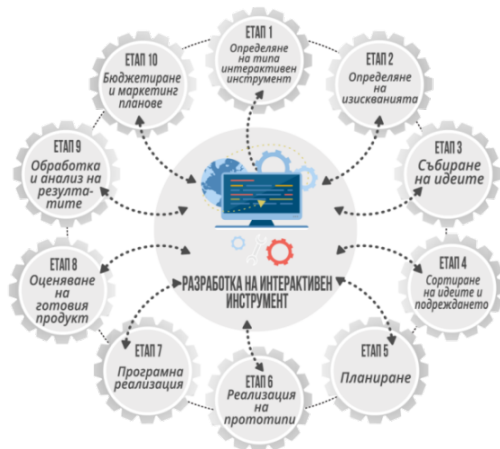 ЕТАП 1
Определяне
на типа
интерактивен
инструмент
ЕТАП 2
Определяне
на
изискванията
ЕТАП 3
Събиране
на идеите
ЕТАП 4
Сортиране
на идеите и
подреждането
ЕТАП 5
Планиране
ЕТАП 6
Реализация
на
прототипи
ЕТАП 7
Програмна
реализация
ЕТАП 8
Оценяване
на
готовия
продукт
ЕТАП 9
Обработка
и анализ на
резулта-
тите
ЕТАП 10
Бюджетиране
и маркетинг
планове
РАЗРАБОТКА НА ИНТЕРАКТИВЕН
ИНСТРУМЕНТ